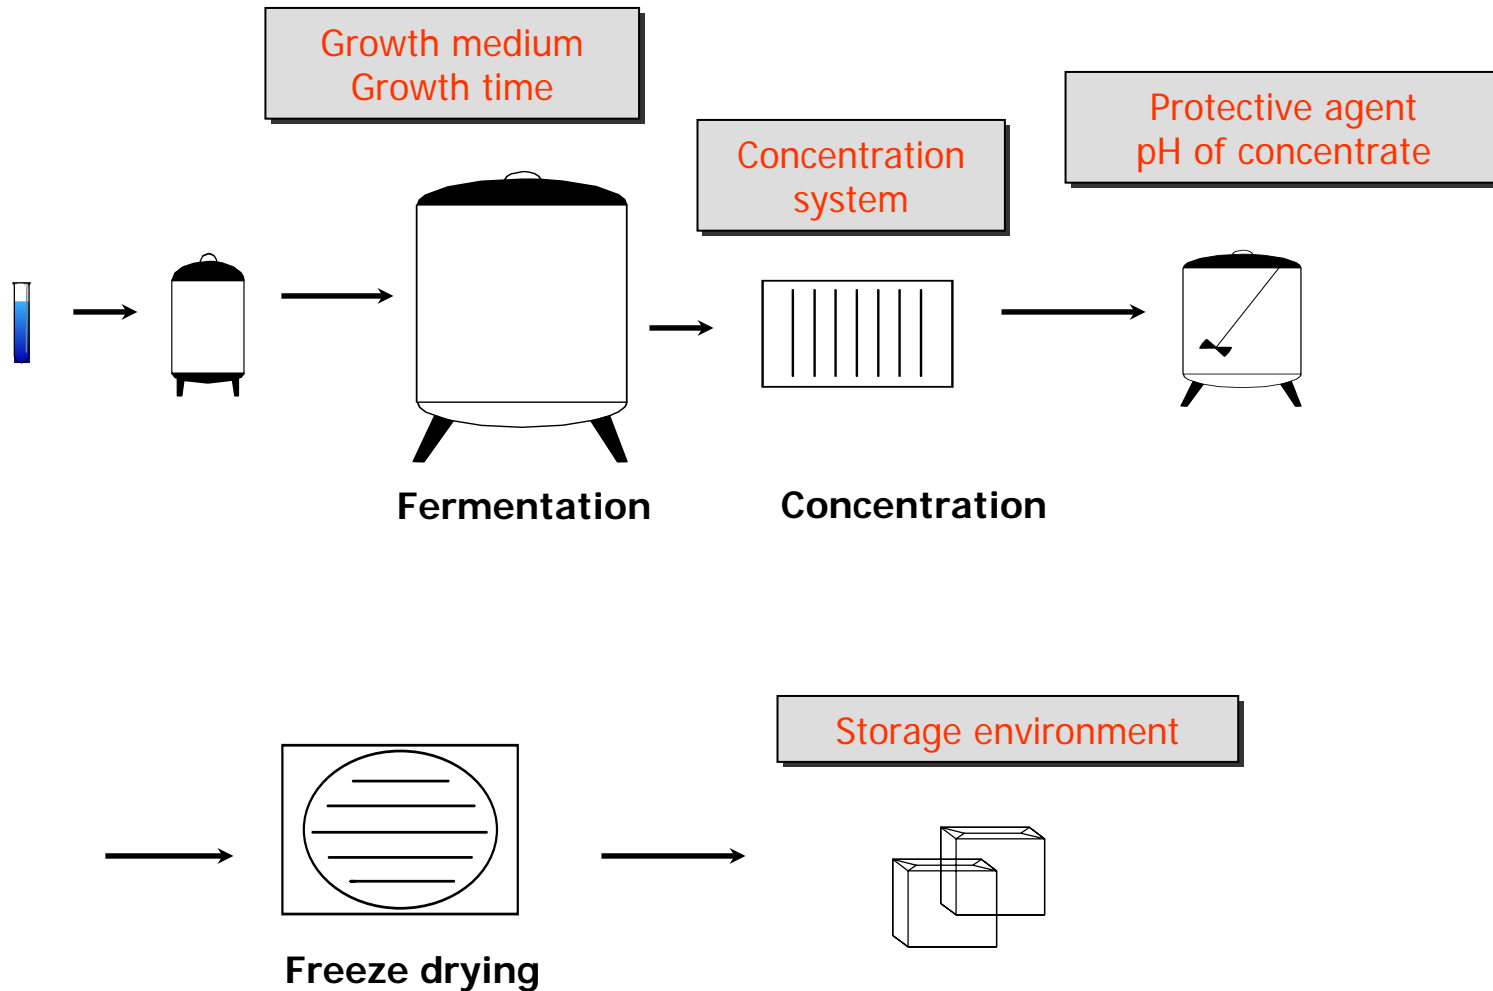 Growth medium
Growth time
Concentration
system
Protective agent
pH of concentrate
Fermentation
Concentration
Storage environment
Freeze drying